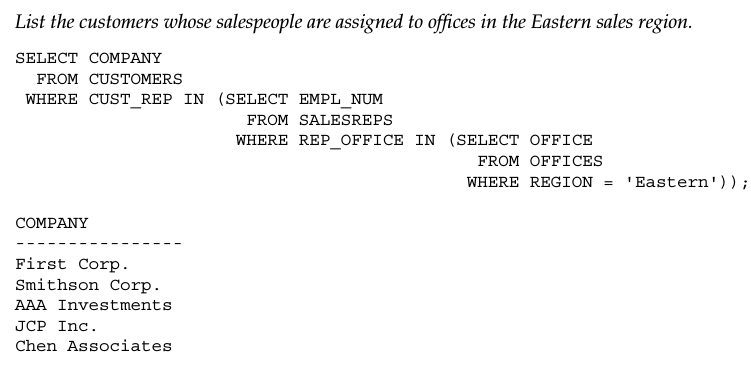 List the customers whose salespeople are assigned to offices in the Eastern sales region.
SELECT COMPANY
FROM CUSTOMERS
WHERE CUST_REP IN (SELECT EMPL_NUM
FROM SALESREPS
WHERE REP_OFFICE IN (SELECT OFFICE
FROM OFFICES
WHERE REGION = 'Eastern'));
COMPANY
----------------
First Corp.
Smithson Corp.
AAA Investments
JCP Inc.
Chen Associates